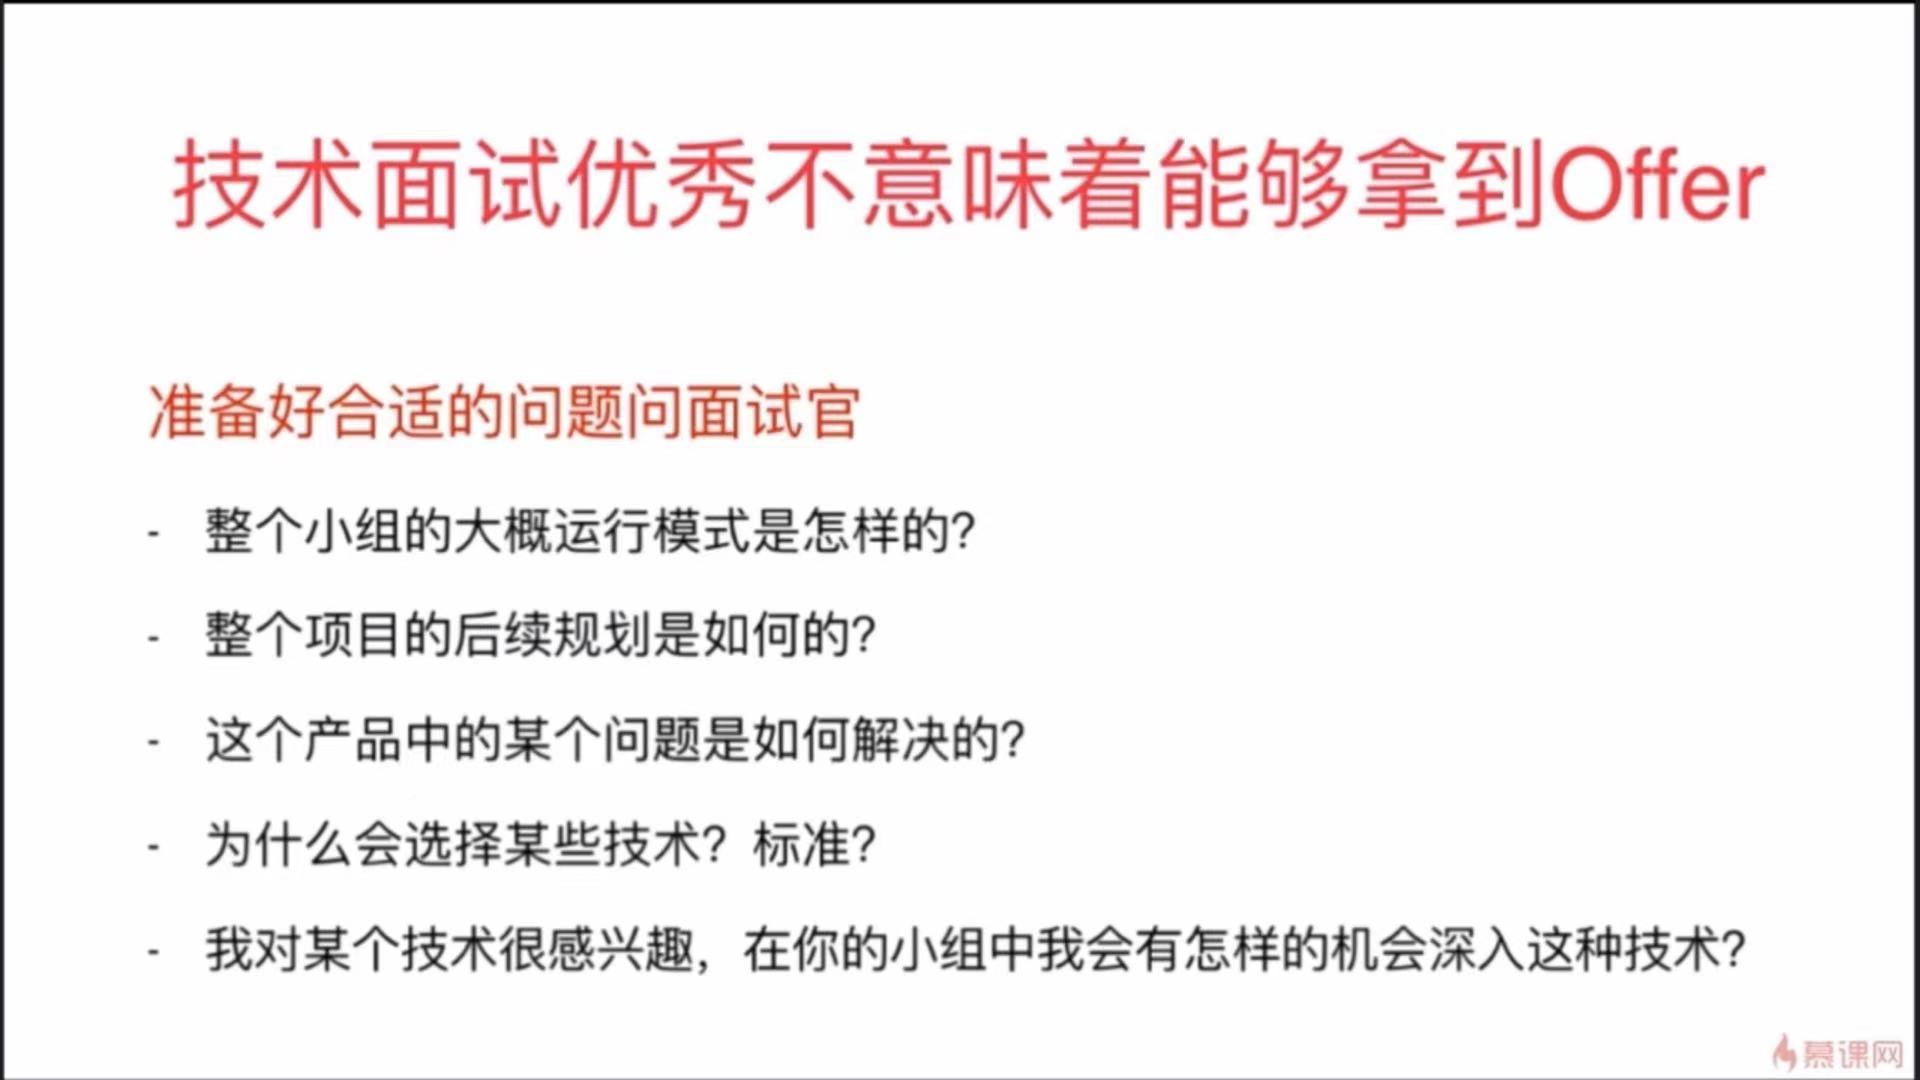 技术面试优秀不意味着能够拿到Offer
准备好合适的问题问面试官
- 整个小组的大概运行模式是怎样的？
- 整个项目的后续规划是如何的？
- 这个产品中的某个问题是如何解决的？
- 为什么会选择某些技术？标准？
- 我对某个技术很感兴趣，在你的小组中我会有怎样的机会深入这种技术？
慕课网